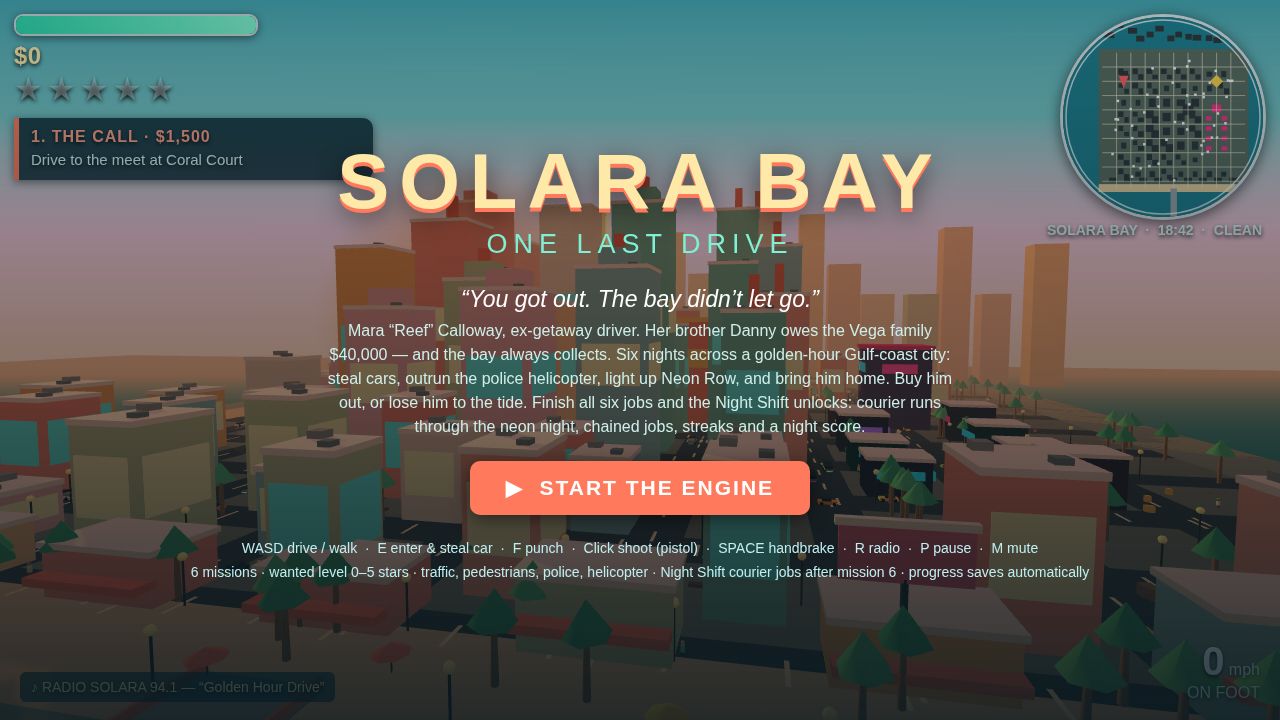 $0
★★★★★
1. THE CALL · $1,500
Drive to the meet at Coral Court
SOLARA BAY · 18:42 · CLEAN
SOLARA BAY
ONE LAST DRIVE
“You got out. The bay didn’t let go.”
Mara “Reef” Calloway, ex-getaway driver. Her brother Danny owes the Vega family
$40,000 — and the bay always collects. Six nights across a golden-hour Gulf-coast city:
steal cars, outrun the police helicopter, light up Neon Row, and bring him home. Buy him
out, or lose him to the tide. Finish all six jobs and the Night Shift unlocks: courier runs
through the neon night, chained jobs, streaks and a night score.
▶ START THE ENGINE
WASD drive / walk · E enter & steal car · F punch · Click shoot (pistol) · SPACE handbrake · R radio · P pause · M mute
6 missions · wanted level 0–5 stars · traffic, pedestrians, police, helicopter · Night Shift courier jobs after mission 6 · progress saves automatically
♪ RADIO SOLARA 94.1 — “Golden Hour Drive”
0 mph
ON FOOT